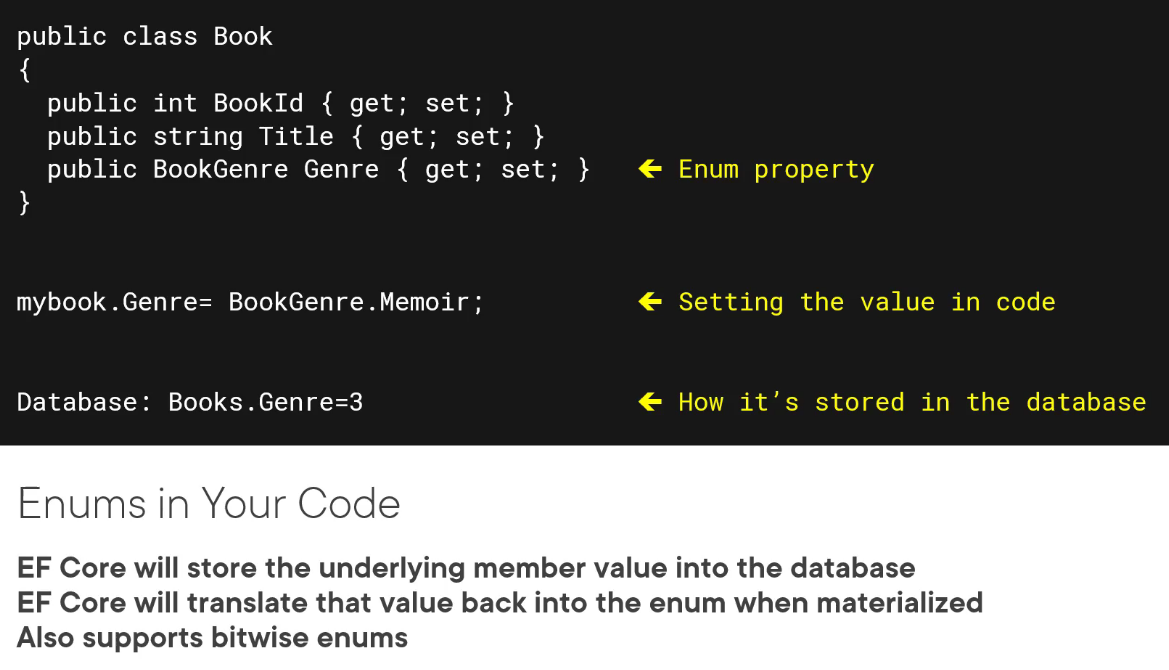 public class Book
{
  public int BookId { get; set; }
  public string Title { get; set; }
  public BookGenre Genre { get; set; } ← Enum property
}
mybook.Genre= BookGenre.Memoir; ← Setting the value in code
Database: Books.Genre=3 ← How it’s stored in the database
Enums in Your Code
EF Core will store the underlying member value into the database
EF Core will translate that value back into the enum when materialized
Also supports bitwise enums